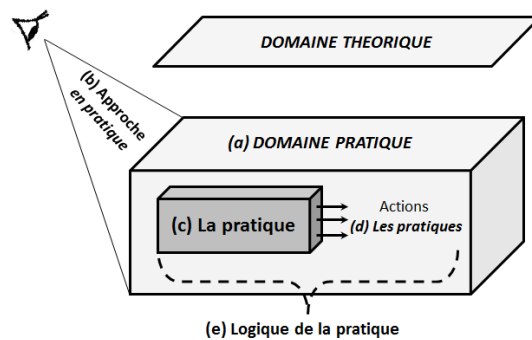 DOMAINE THEORIQUE
(b) Approche
en pratique
(a) DOMAINE PRATIQUE
(c) La pratique
Actions
(d) Les pratiques
(e) Logique de la pratique